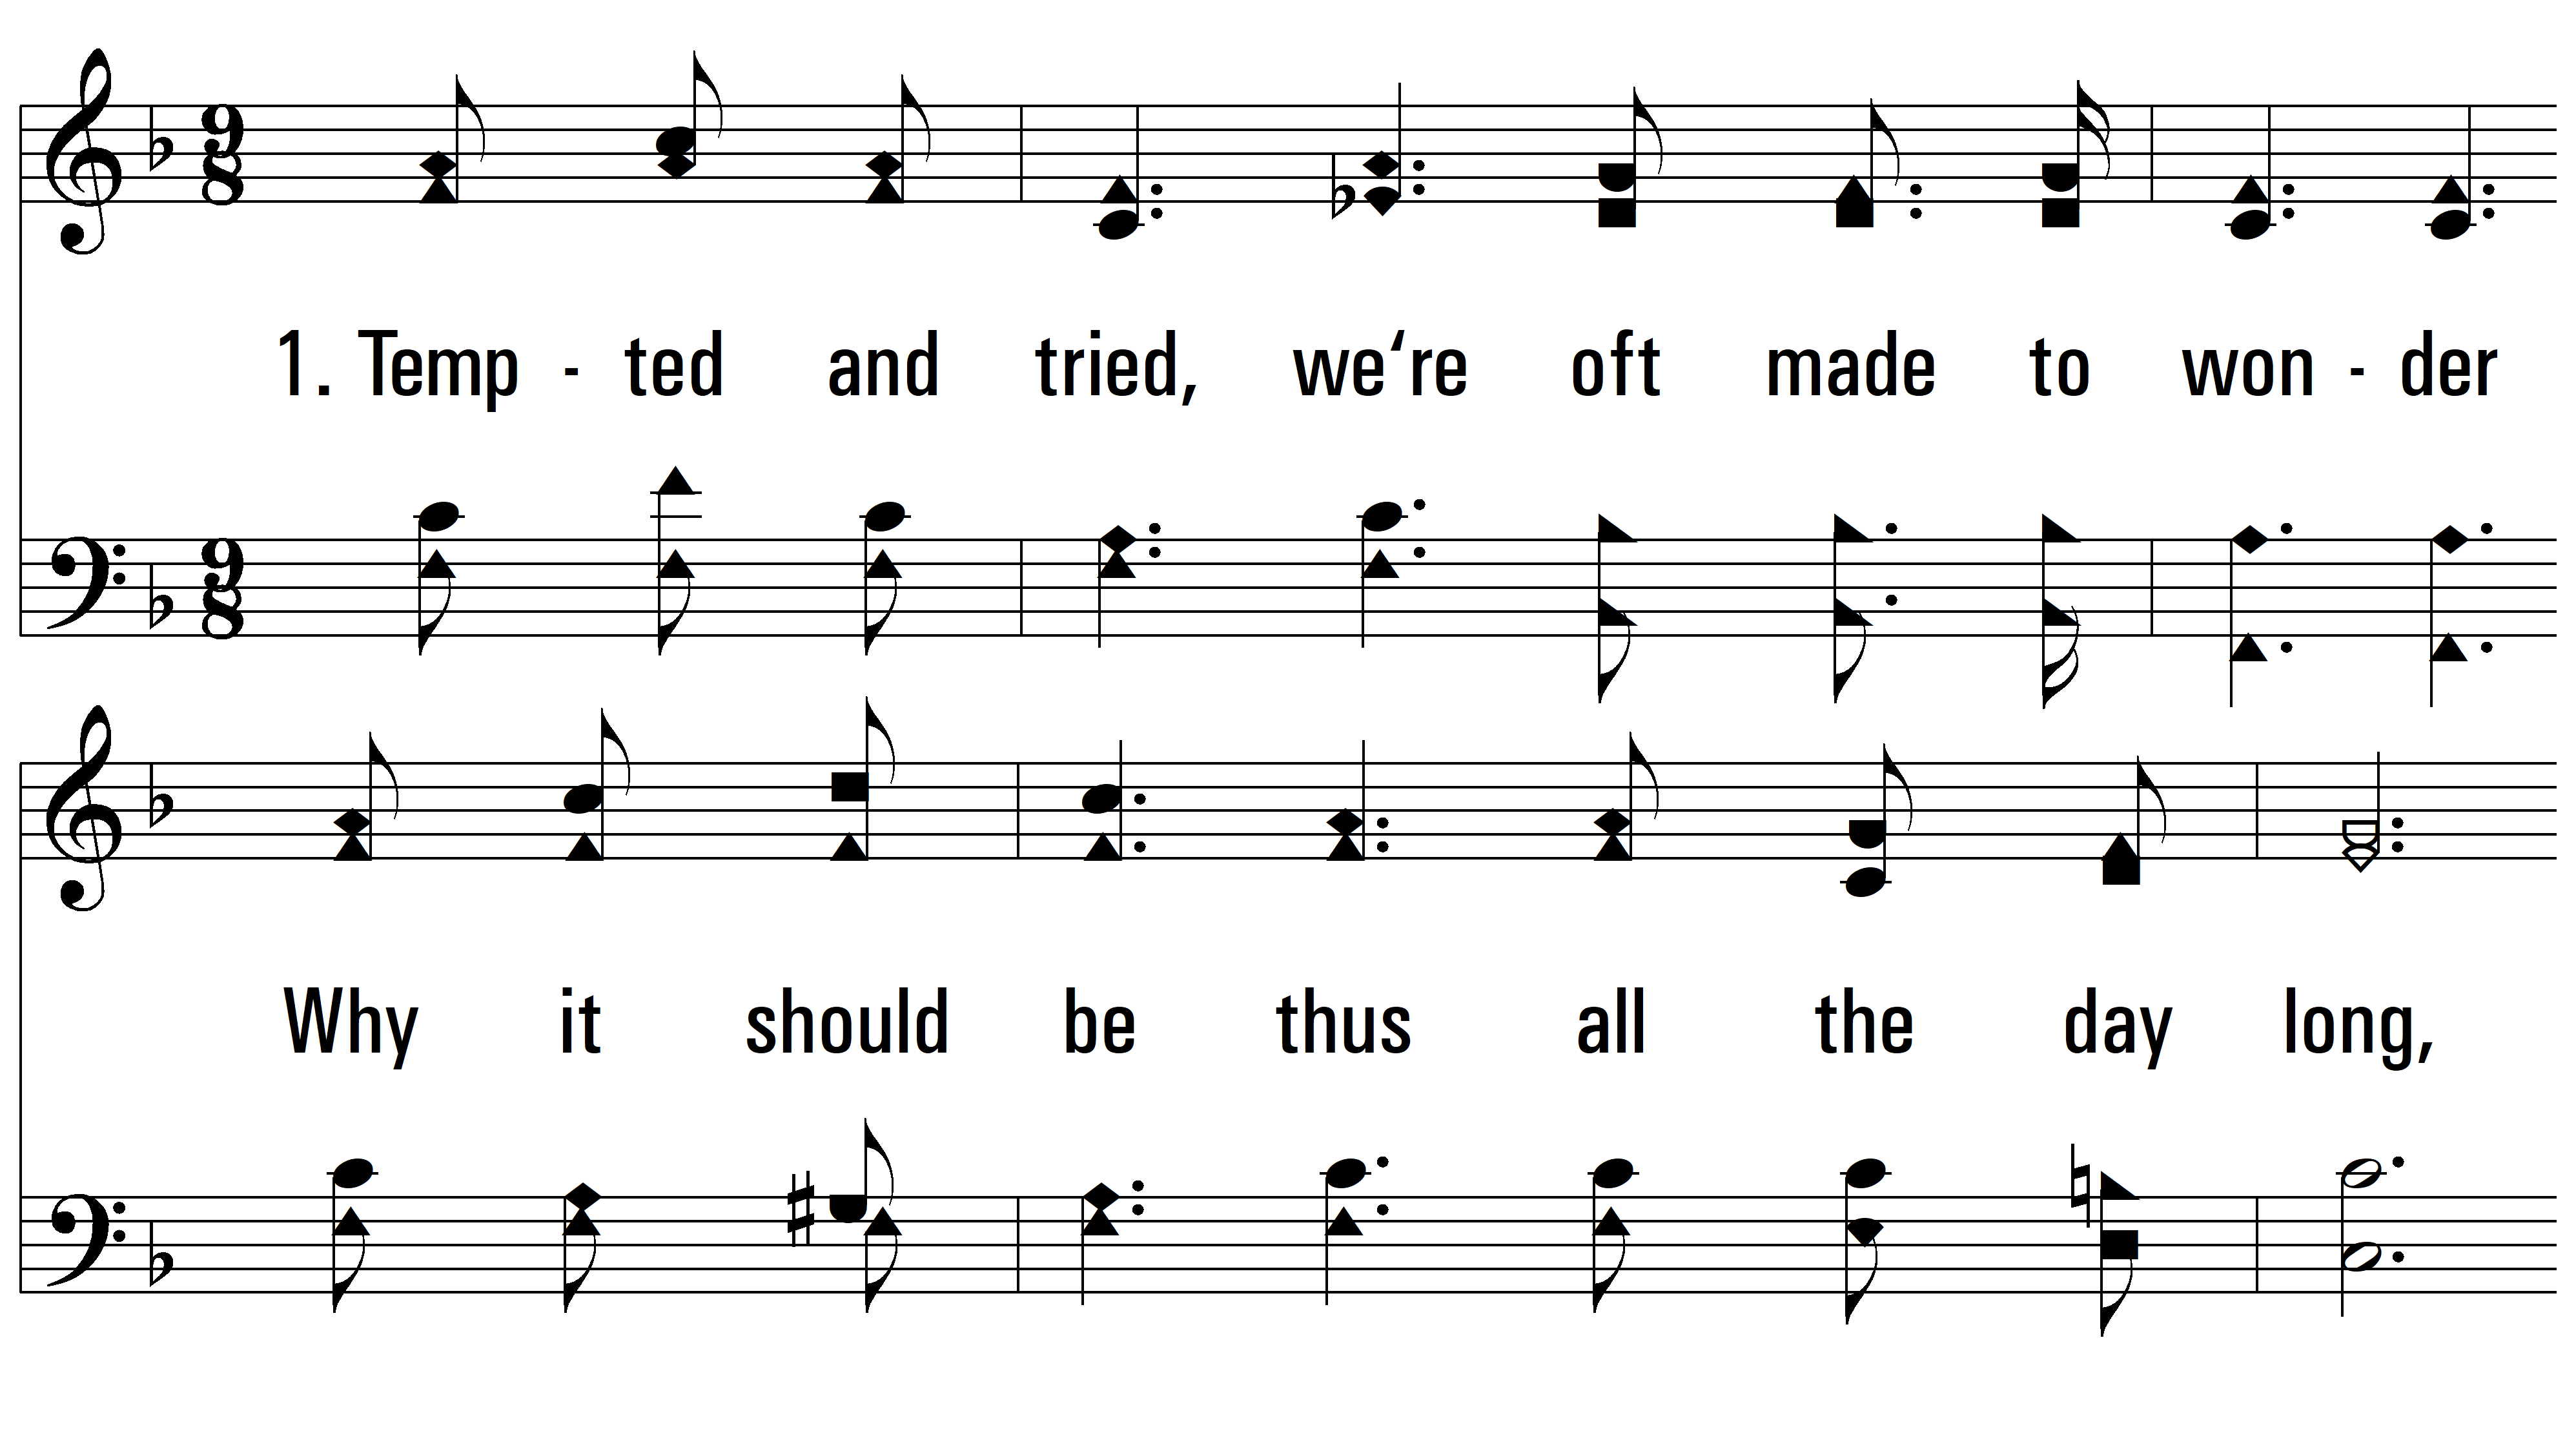 1. Temp - ted and tried, we‘re oft made to won - der
Why it should be thus all the day long,